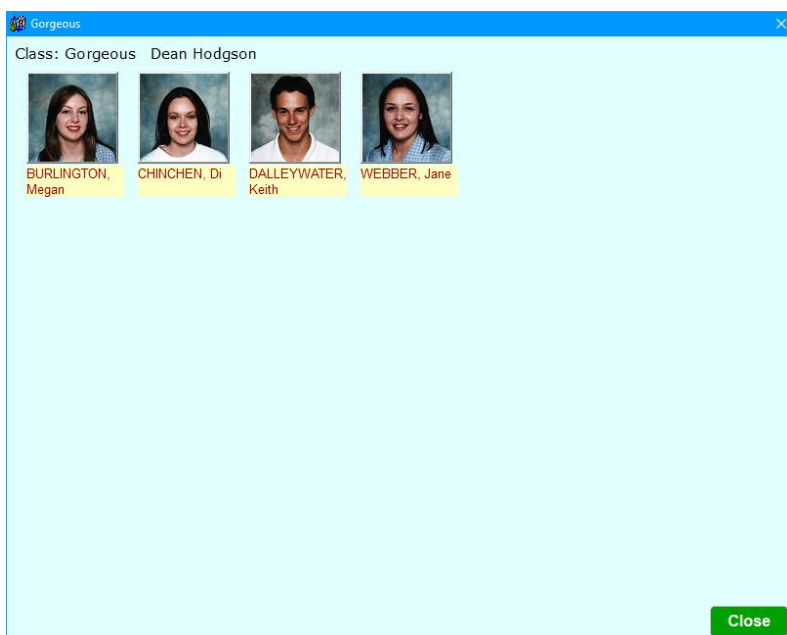 Gorgeous
Class: Gorgeous Dean Hodgson
BURLINGTON,
Megan
CHINCHEN, Di
DALLEYWATER,
Keith
WEBBER, Jane
Close